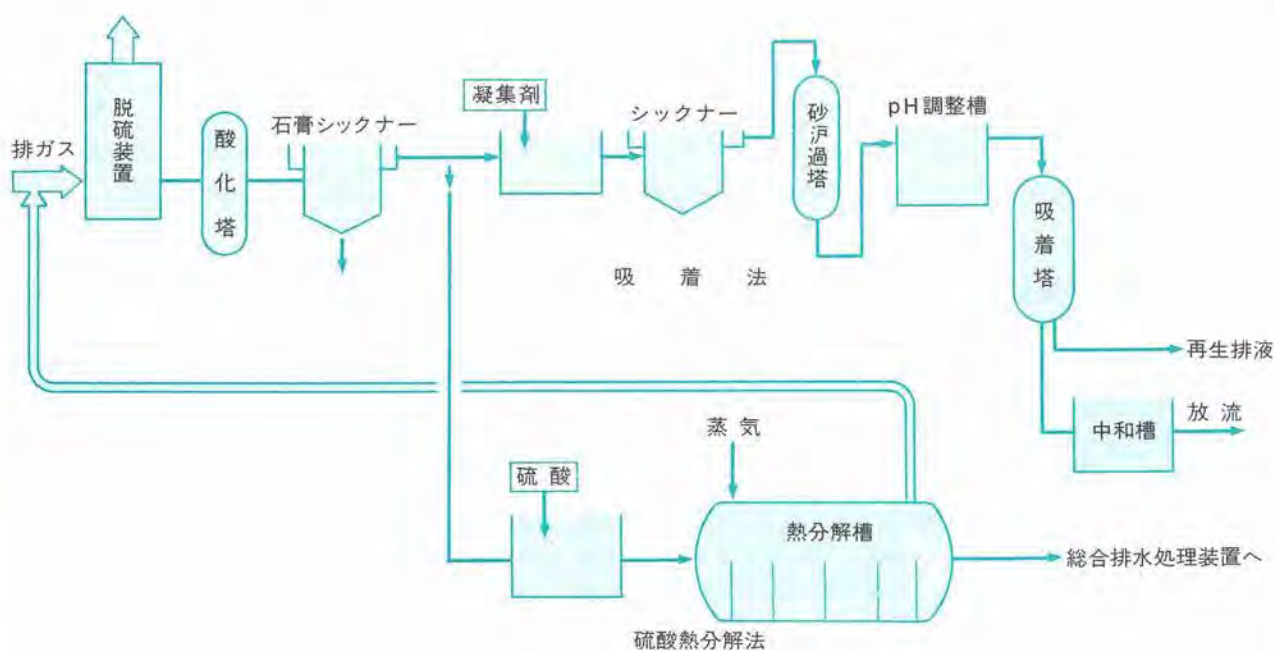 排ガス
脱硫装置
酸化塔
石膏シックナー
凝集剤
シックナー
砂沪過塔
pH調整槽
吸着塔
吸着法
再生排液
中和槽
放流
硫酸
蒸気
熱分解槽
総合排水処理装置へ
硫酸熱分解法